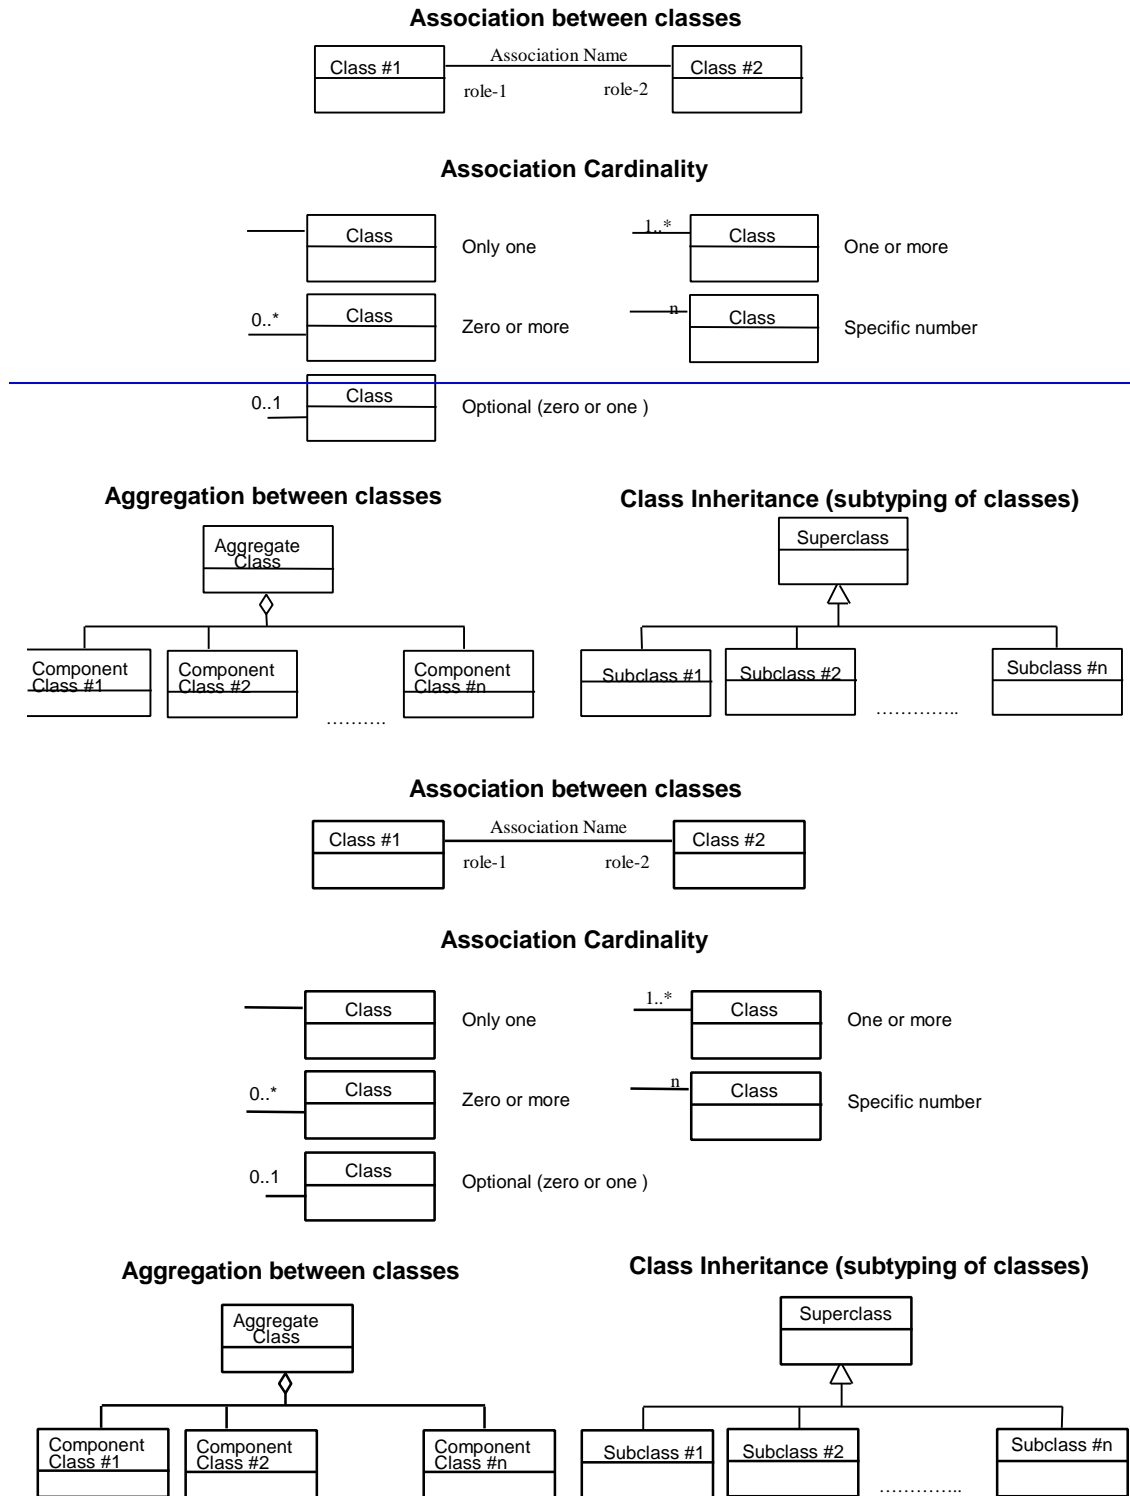 Association between classes
Class #1 Association Name Class #2
role-1 role-2
Association Cardinality
Class Only one 1..* Class One or more
0..* Class Zero or more n Class Specific number
0..1 Class Optional (zero or one )
Aggregation between classes Class Inheritance (subtyping of classes)
Aggregate
Class
Superclass
Component
Class #1
Component
Class #2
..........
Component
Class #n
Subclass #1 Subclass #2 ………….. Subclass #n
Association between classes
Class #1 Association Name Class #2
role-1 role-2
Association Cardinality
Class Only one 1..* Class One or more
0..* Class Zero or more n Class Specific number
0..1 Class Optional (zero or one )
Aggregation between classes Class Inheritance (subtyping of classes)
Aggregate
Class
Superclass
Component
Class #1
Component
Class #2
Component
Class #n
Subclass #1 Subclass #2 ………….. Subclass #n